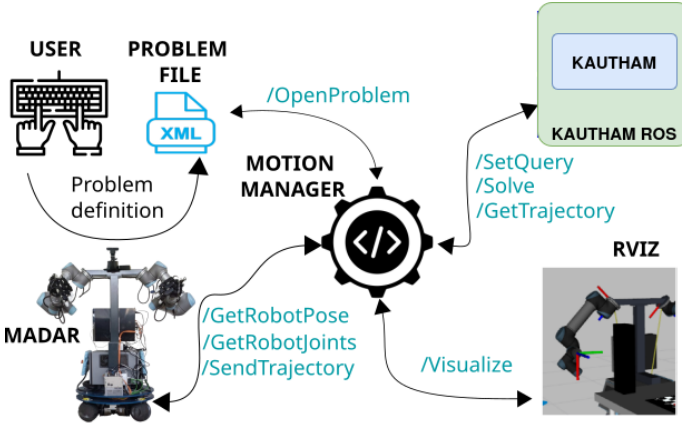 USER
PROBLEM
FILE
XML
/OpenProblem
KAUTHAM
KAUTHAM ROS
Problem
definition
MOTION
MANAGER
</>
/SetQuery
/Solve
/GetTrajectory
MADAR
/GetRobotPose
/GetRobotJoints
/SendTrajectory
/Visualize
RVIZ